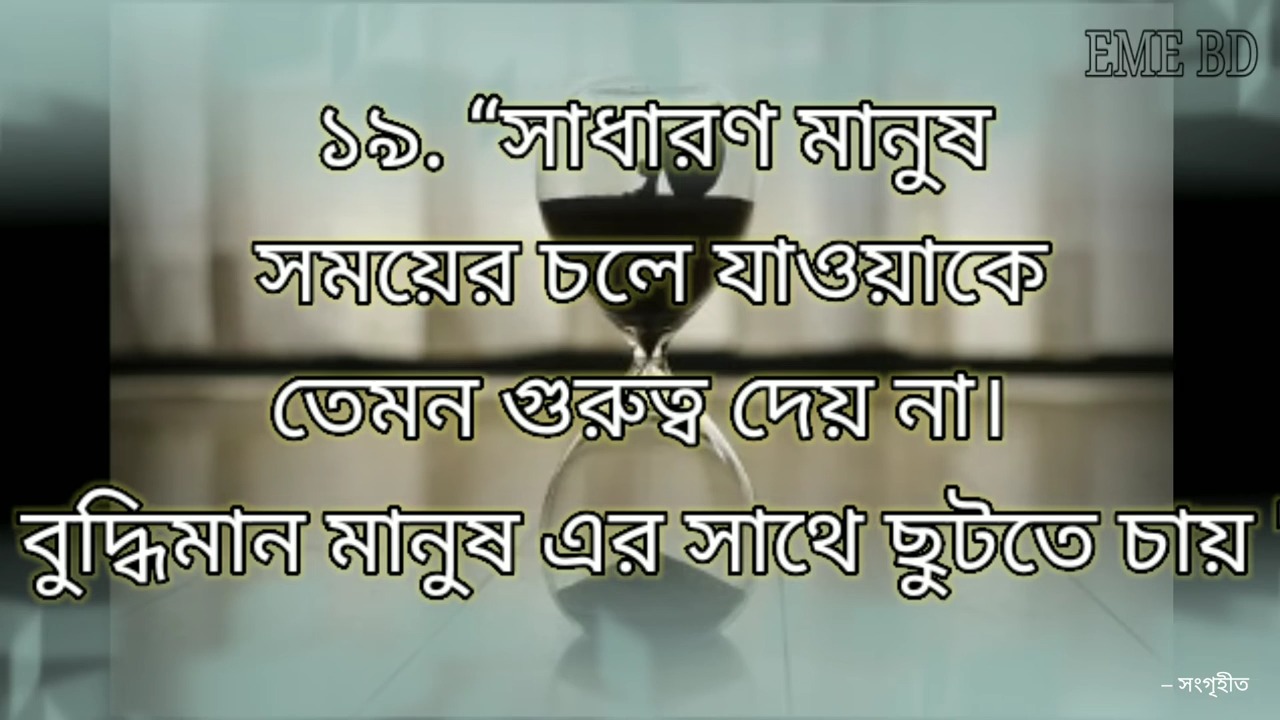 EME BD
১৯. “সাধারণ মানুষ
সময়ের চলে যাওয়াকে
তেমন গুরুত্ব দেয় না।
বুদ্ধিমান মানুষ এর সাথে ছুটতে চায়
– সংগৃহীত